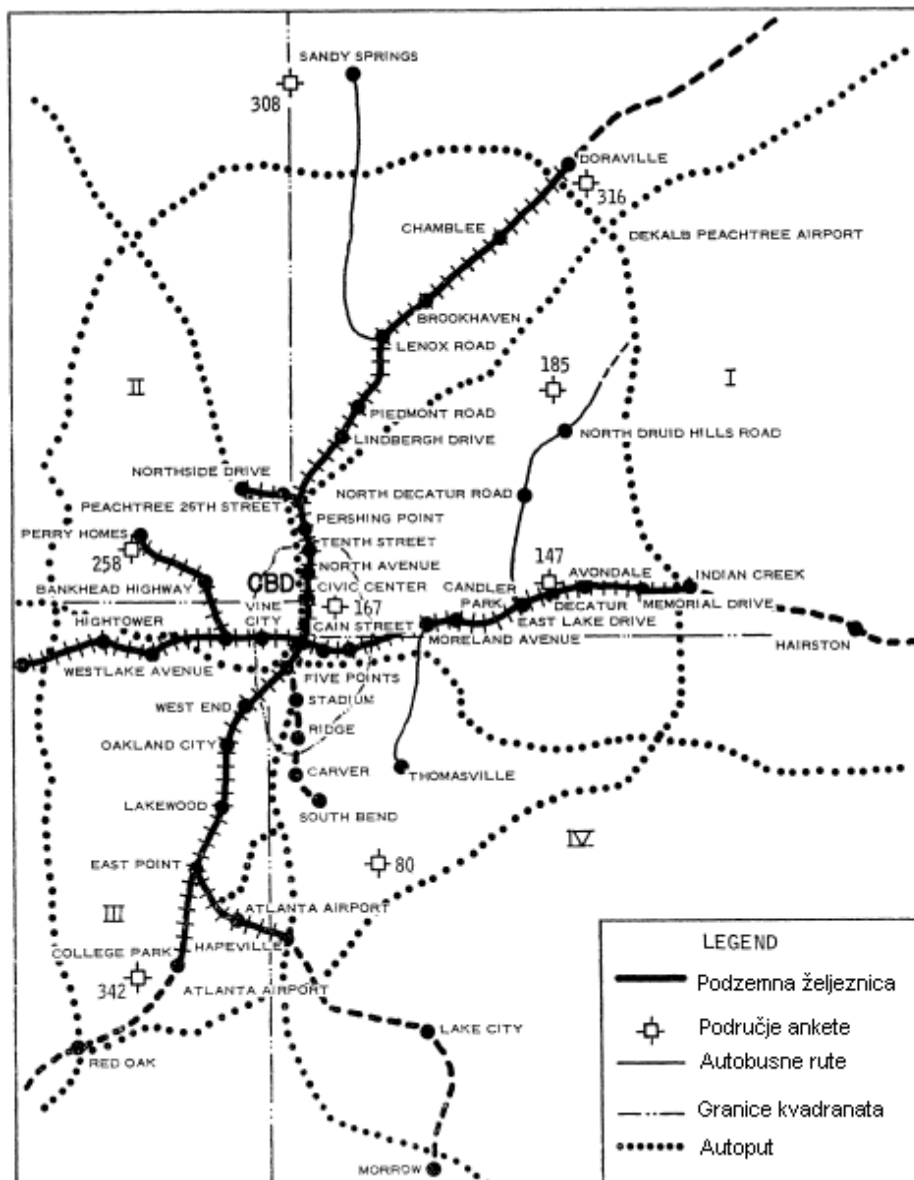 SANDY SPRINGS
308
DORAVILLE
316
CHAMBLEE
DEKALB PEACHTREE AIRPORT
BROOKHAVEN
LENOX ROAD
185
I
II
PIEDMONT ROAD
LINDBERGH DRIVE
NORTH DRUID HILLS ROAD
NORTHSIDE DRIVE
PEACHTREE 25TH STREET
NORTH DECATUR ROAD
PERSHING POINT
PERRY HOMES
TENTH STREET
258
NORTH AVENUE
147
BANKHEAD HIGHWAY
CBD
CIVIC CENTER
CANDLER
PARK
AVONDALE
INDIAN CREEK
VINE
CITY
167
DECATUR
MEMORIAL DRIVE
HIGHTOWER
CAIN STREET
EAST LAKE DRIVE
MORELAND AVENUE
HAIRSTON
WESTLAKE AVENUE
FIVE POINTS
WEST END
STADIUM
RIDGE
OAKLAND CITY
CARVER
THOMASVILLE
LAKEWOOD
SOUTH BEND
IV
EAST POINT
80
III
ATLANTA AIRPORT
HAPEVILLE
COLLEGE PARK
342
ATLANTA AIRPORT
LAKE CITY
RED OAK
MORROW
LEGEND
Podzemna željeznica
Područje ankete
Autobusne rute
Granice kvadranata
Autoput